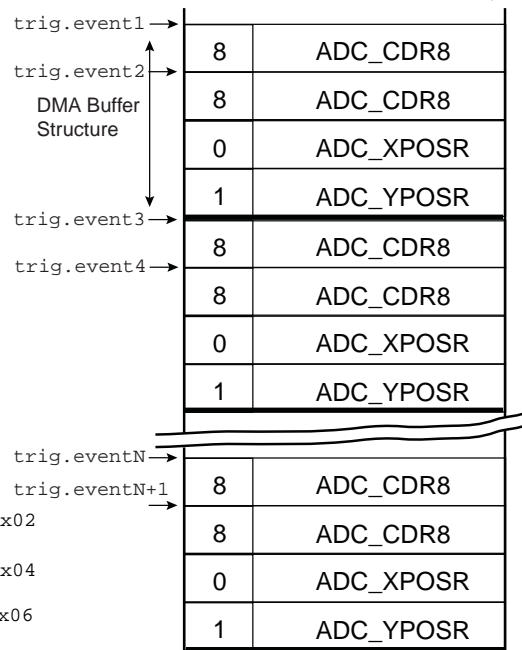 trig.event1
8 ADC_CDR8
trig.event2
8 ADC_CDR8
DMA Buffer
Structure
0 ADC_XPOSR
1 ADC_YPOSR
trig.event3
8 ADC_CDR8
trig.event4
8 ADC_CDR8
0 ADC_XPOSR
1 ADC_YPOSR
trig.eventN
8 ADC_CDR8
trig.eventN+1
8 ADC_CDR8
x02
0 ADC_XPOSR
x04
1 ADC_YPOSR
x06